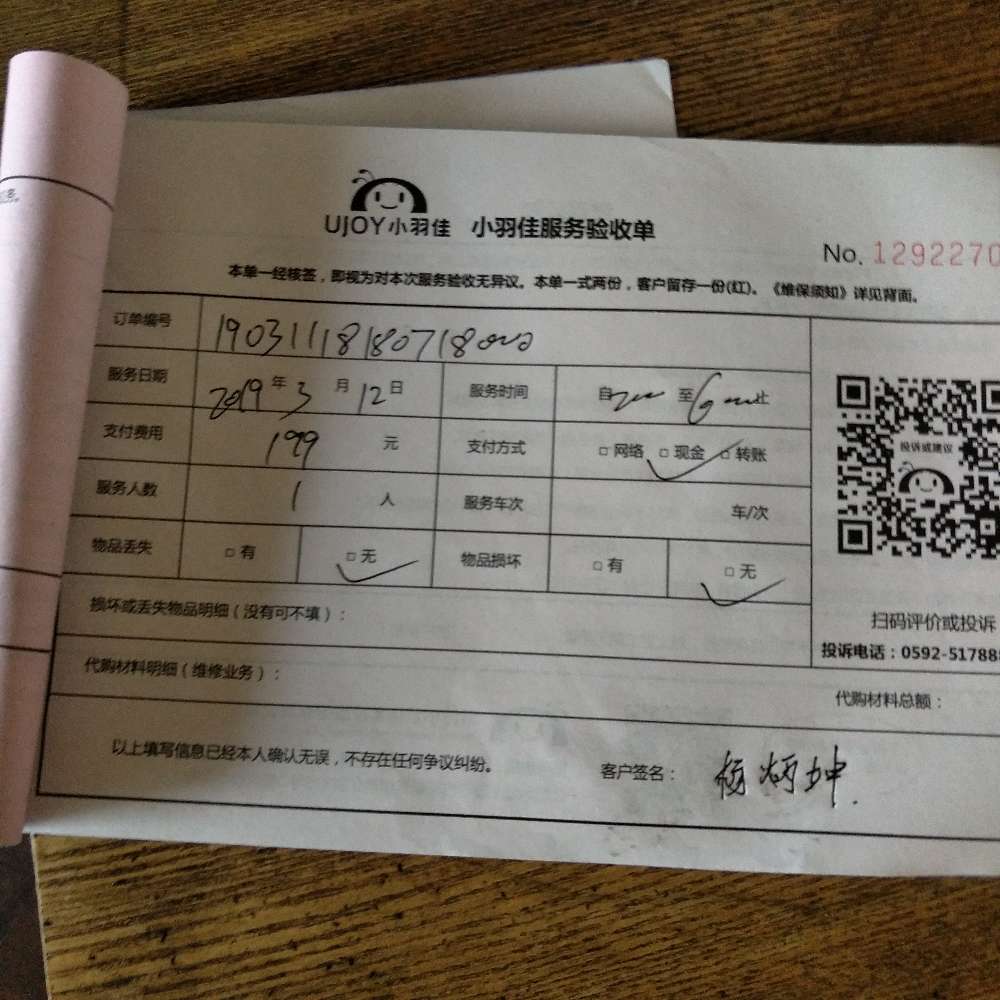 UJOY小羽佳 小羽佳服务验收单
No. 1292270
本单一经核签，即视为对本次服务验收无异议。本单一式两份，客户留存一份(红)。《维保须知》详见背面。
订单编号 19031118180718000
服务日期 2019年3月12日 服务时间 自 至
支付费用 199 元 支付方式 □网络 □现金 □转账
服务人数 1 人 服务车次 车/次
物品丢失 □有 □无 物品损坏 □有 □无
投诉或建议
扫码评价或投诉
损坏或丢失物品明细（没有可不填）：
投诉电话：0592-51788
代购材料明细（维修业务）：
代购材料总额：
以上填写信息已经本人确认无误，不存在任何争议纠纷。
客户签名：杨炳坤